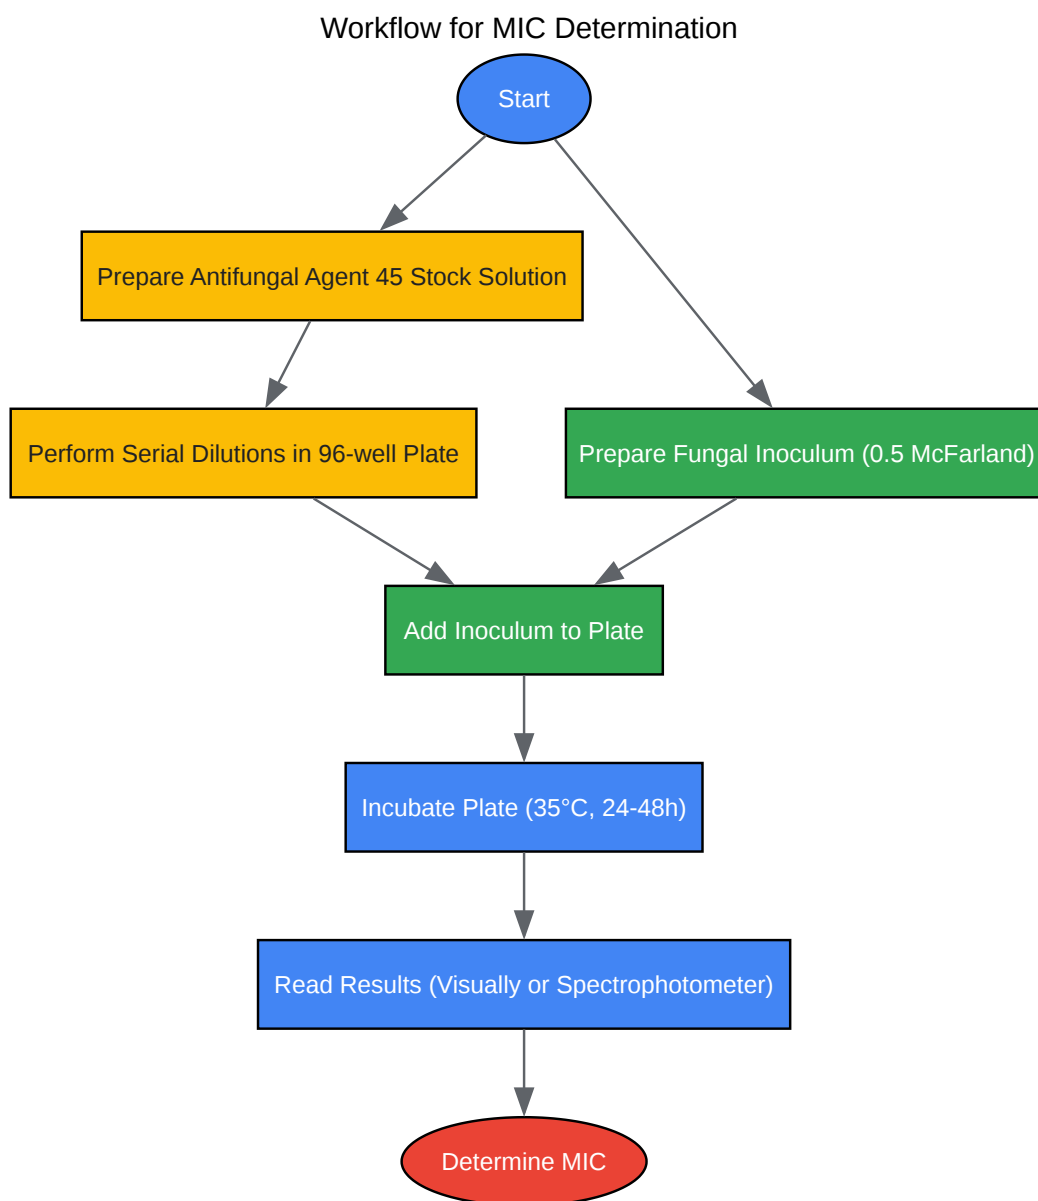 Workflow for MIC Determination
Start
Prepare Antifungal Agent 45 Stock Solution
Perform Serial Dilutions in 96-well Plate
Prepare Fungal Inoculum (0.5 McFarland)
Add Inoculum to Plate
Incubate Plate (35°C, 24-48h)
Read Results (Visually or Spectrophotometer)
Determine MIC